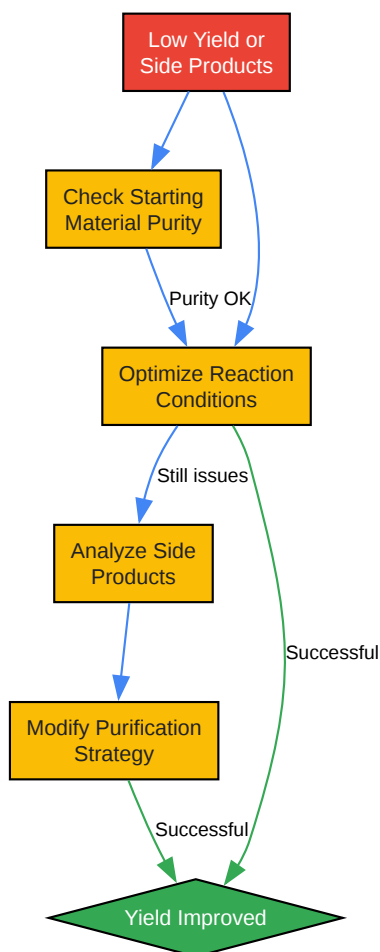 Low Yield or
Side Products
Check Starting
Material Purity
Purity OK
Optimize Reaction
Conditions
Still issues
Analyze Side
Products
Successful
Modify Purification
Strategy
Successful
Yield Improved